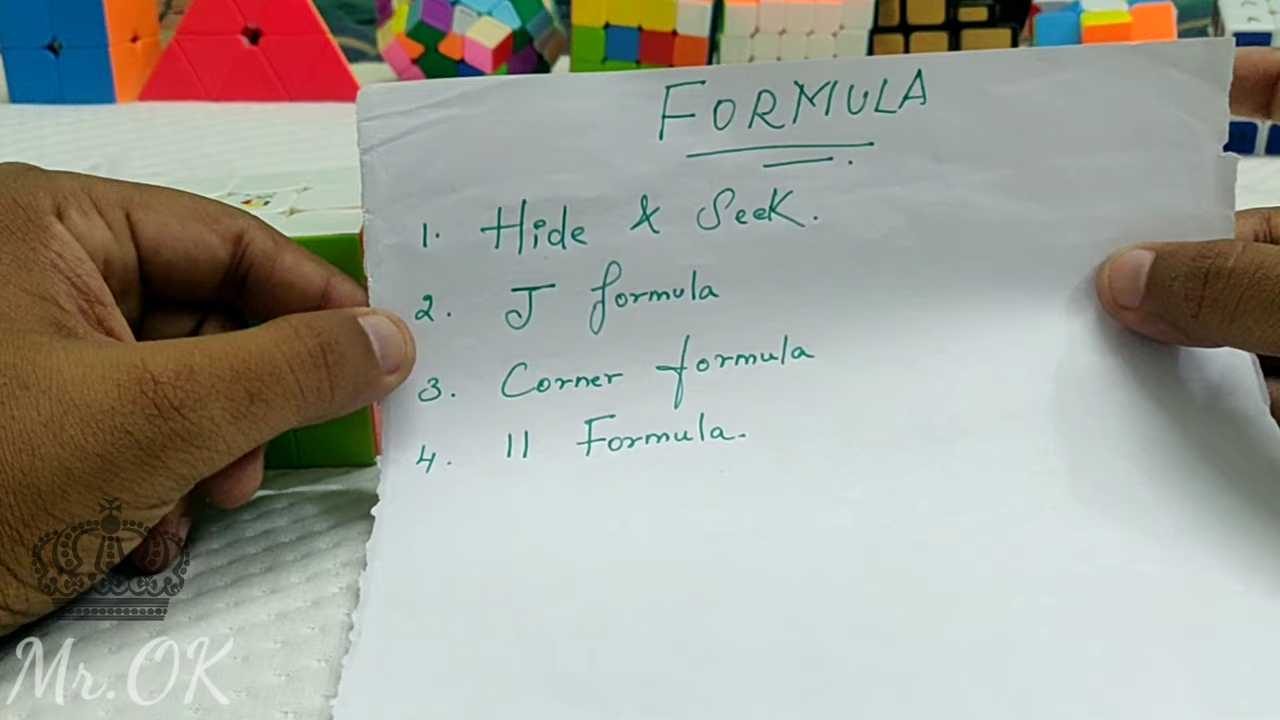 FORMULA
1. Hide & Seek.
2. J formula
3. Corner formula
4. 11 Formula.
Mr.OK